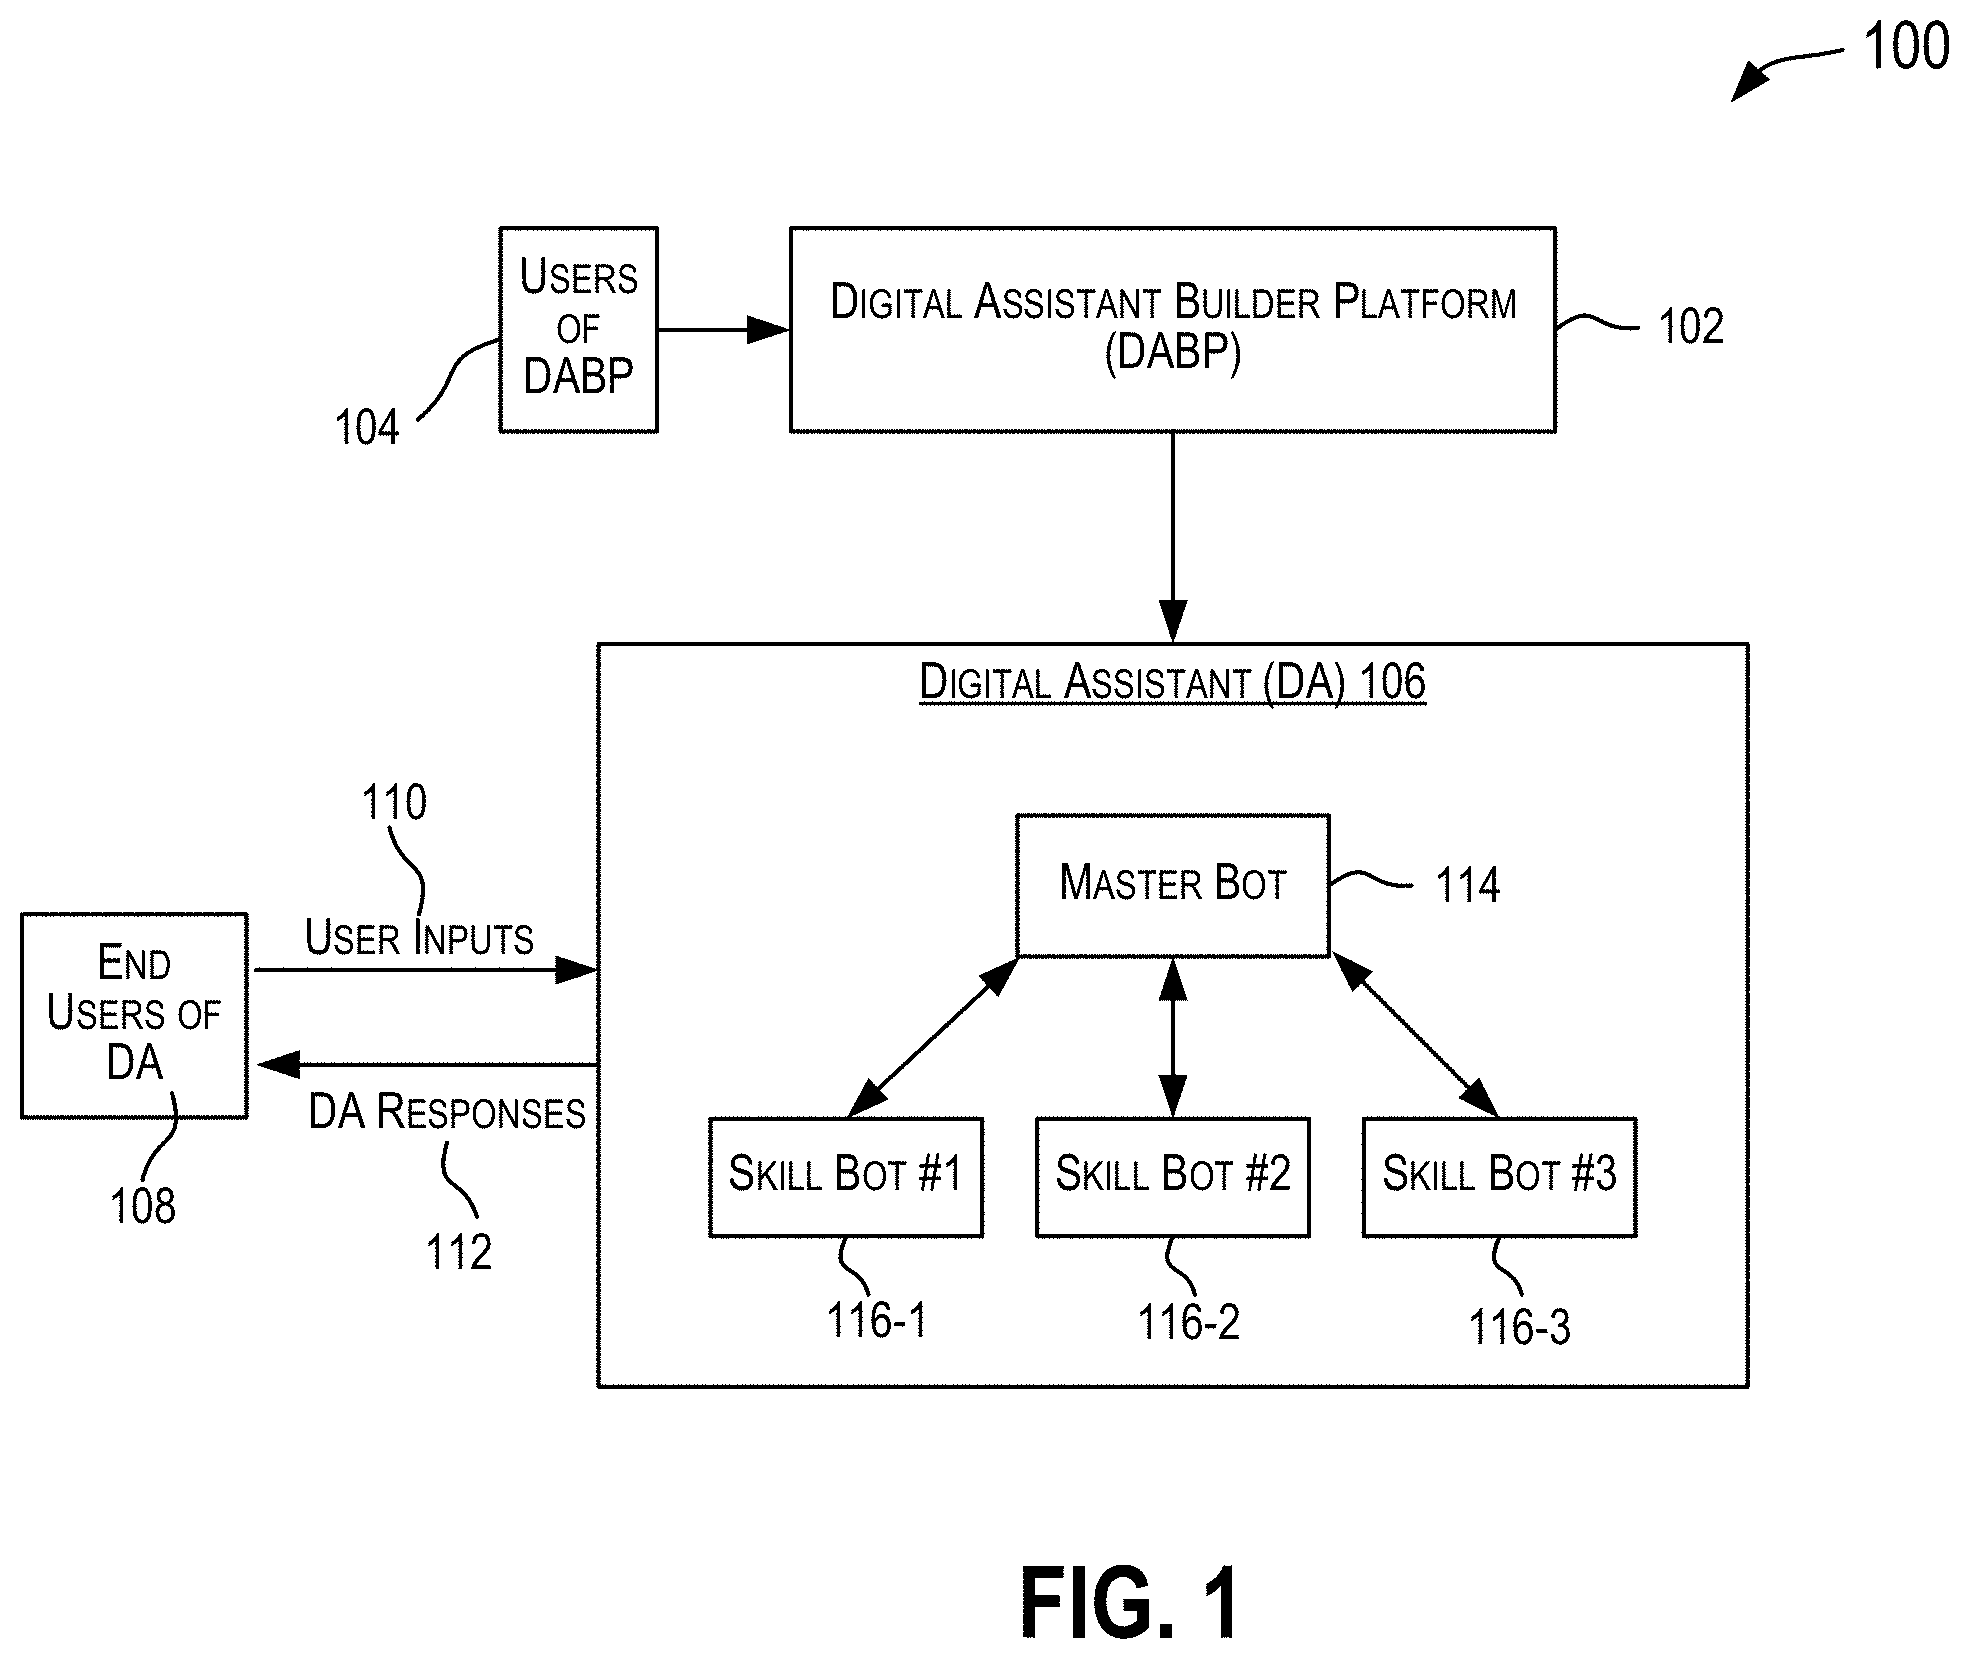 100
Users
of
DABP
104
Digital Assistant Builder Platform
(DABP)
102
Digital Assistant (DA) 106
110
User Inputs
End
Users of
DA
108
DA Responses
112
Master Bot
114
Skill Bot #1
Skill Bot #2
Skill Bot #3
116-1
116-2
116-3
FIG. 1